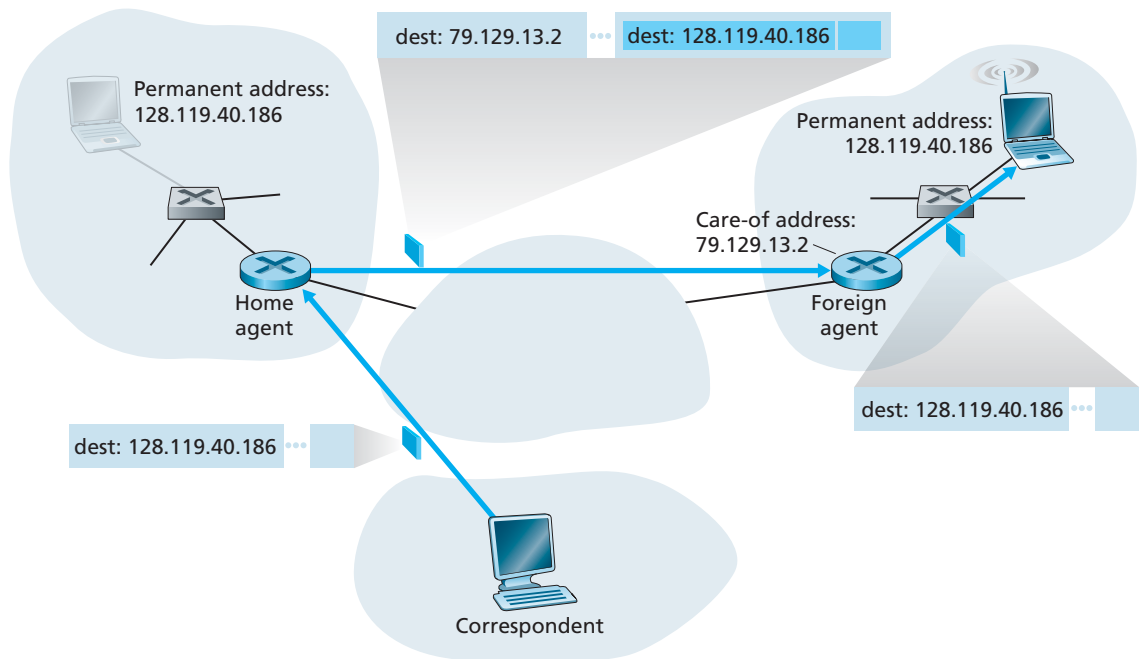 dest: 79.129.13.2
dest: 128.119.40.186
Permanent address:
128.119.40.186
Permanent address:
128.119.40.186
Care-of address:
79.129.13.2
Home
agent
Foreign
agent
dest: 128.119.40.186
dest: 128.119.40.186
Correspondent